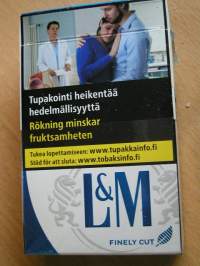 Tupakointi heikentää
hedelmällisyyttä
Rökning minskar
fruktsamheten
Tukea lopettamiseen: www.tupakkainfo.fi
Stöd för att sluta: www.tobaksinfo.fi
L&M
FINELY CUT